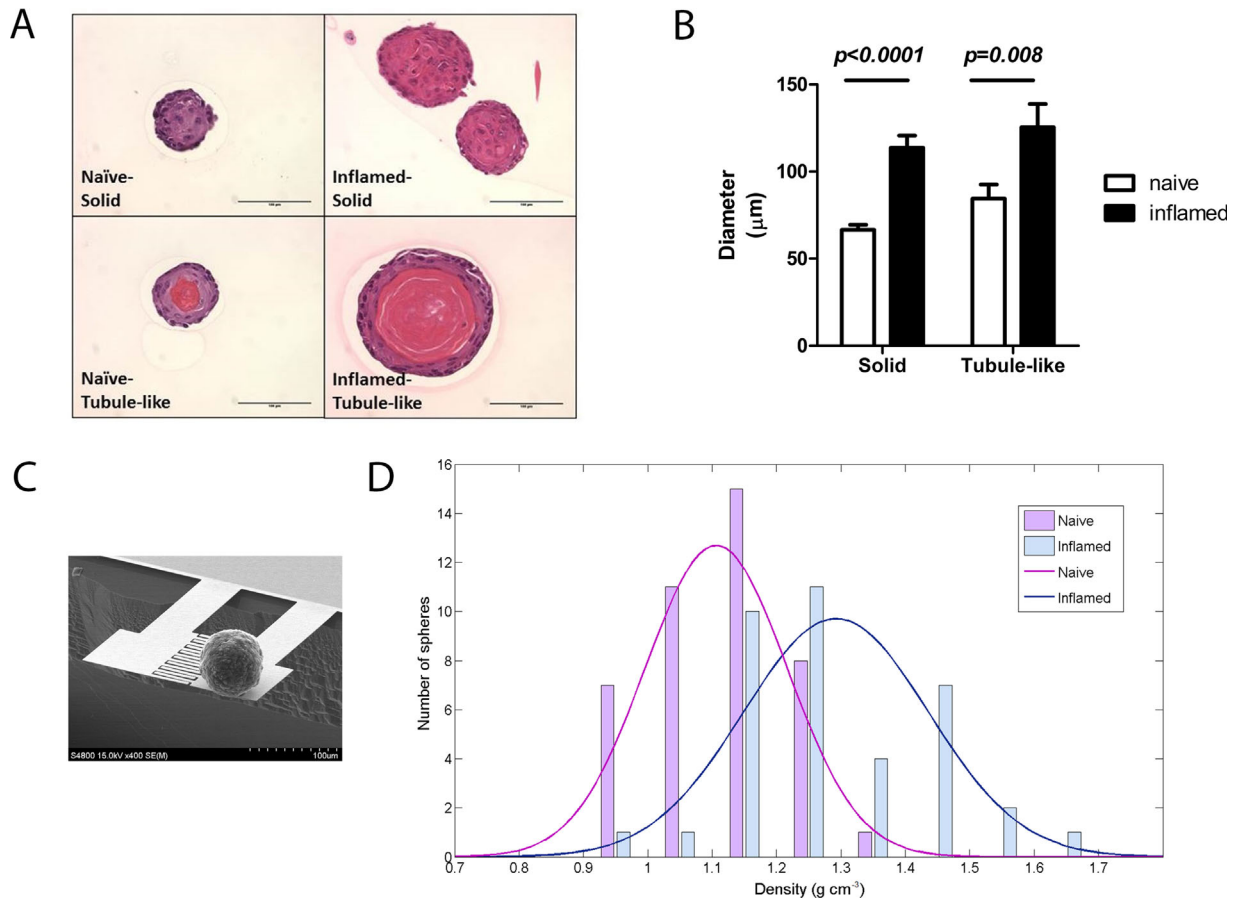 A
Naïve-
Solid
Inflamed-
Solid
Naïve-
Tubule-like
Inflamed-
Tubule-like
B
p<0.0001
p=0.008
150
100
50
0
Diameter
(μm)
Solid
Tubule-like
naive
inflamed
C
S4800 15.0kV x400 SE(M)
100um
D
16
14
12
10
8
6
4
2
0
Number of spheres
0.7
0.8
0.9
1
1.1
1.2
1.3
1.4
1.5
1.6
1.7
Density (g cm⁻³)
Naive
Inflamed
Naive
Inflamed